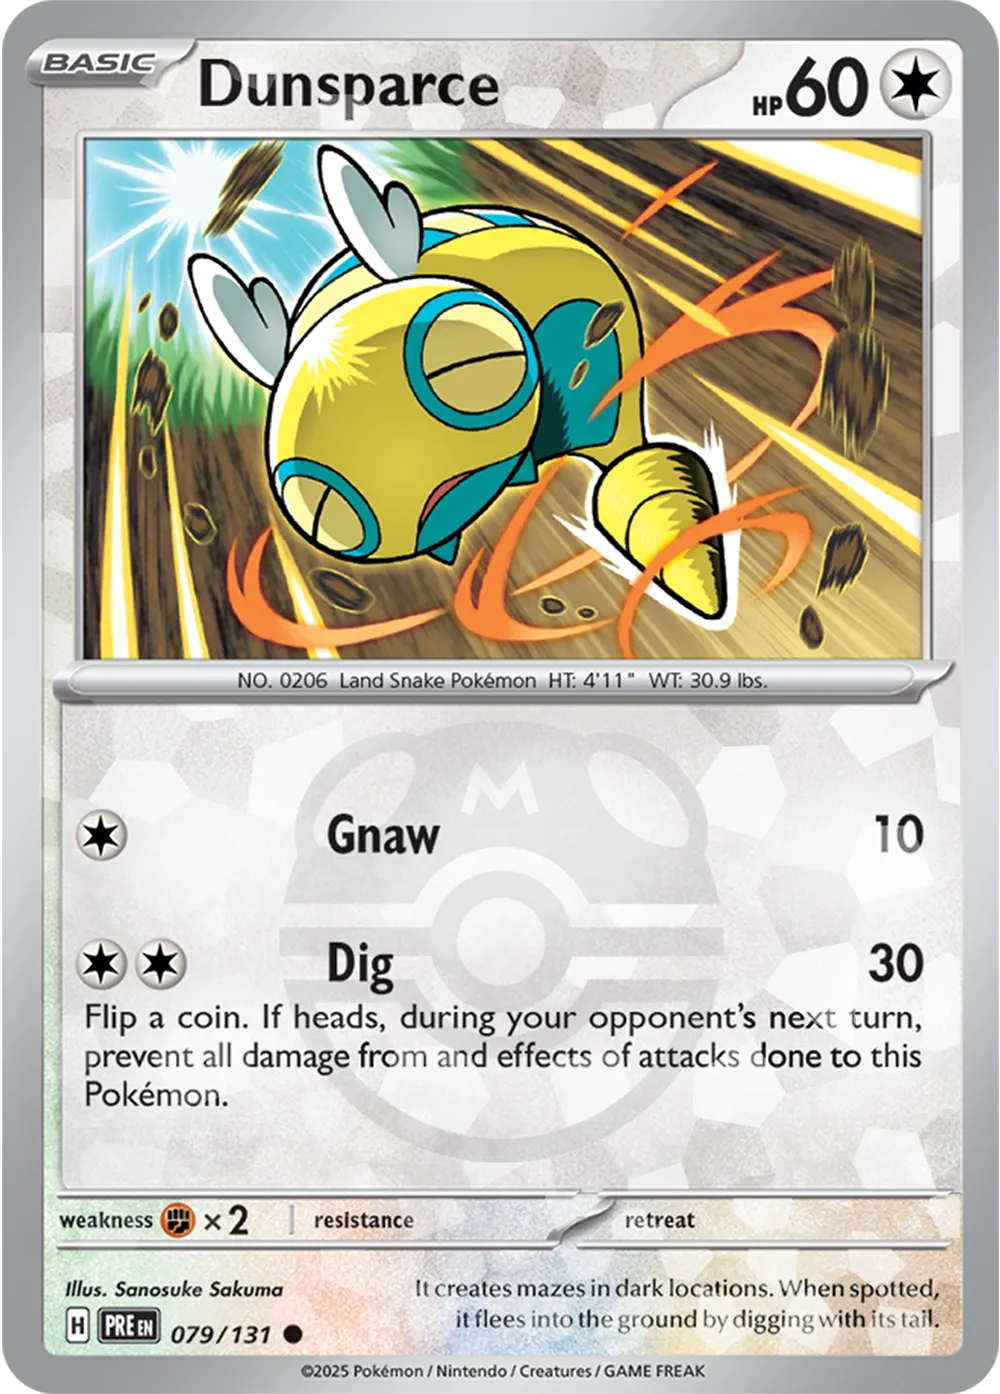 BASIC
Dunsparce
HP 60
NO. 0206 Land Snake Pokémon HT: 4'11" WT: 30.9 lbs.
M
Gnaw 10
Dig 30
Flip a coin. If heads, during your opponent's next turn,
prevent all damage from and effects of attacks done to this
Pokémon.
weakness ×2 resistance retreat
Illus. Sanosuke Sakuma
It creates mazes in dark locations. When spotted,
it flees into the ground by digging with its tail.
H PRE EN 079/131
©2025 Pokémon / Nintendo / Creatures / GAME FREAK